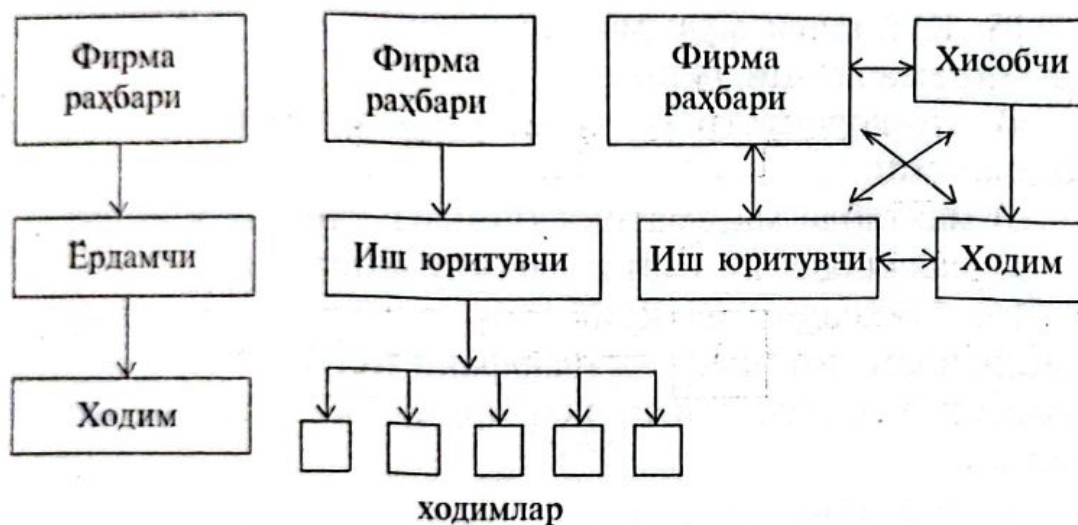 Фирма
раҳбари
Ёрдамчи
Ходим
Фирма
раҳбари
Иш юритувчи
ходимлар
Фирма
раҳбари
Ҳисобчи
Иш юритувчи
Ходим